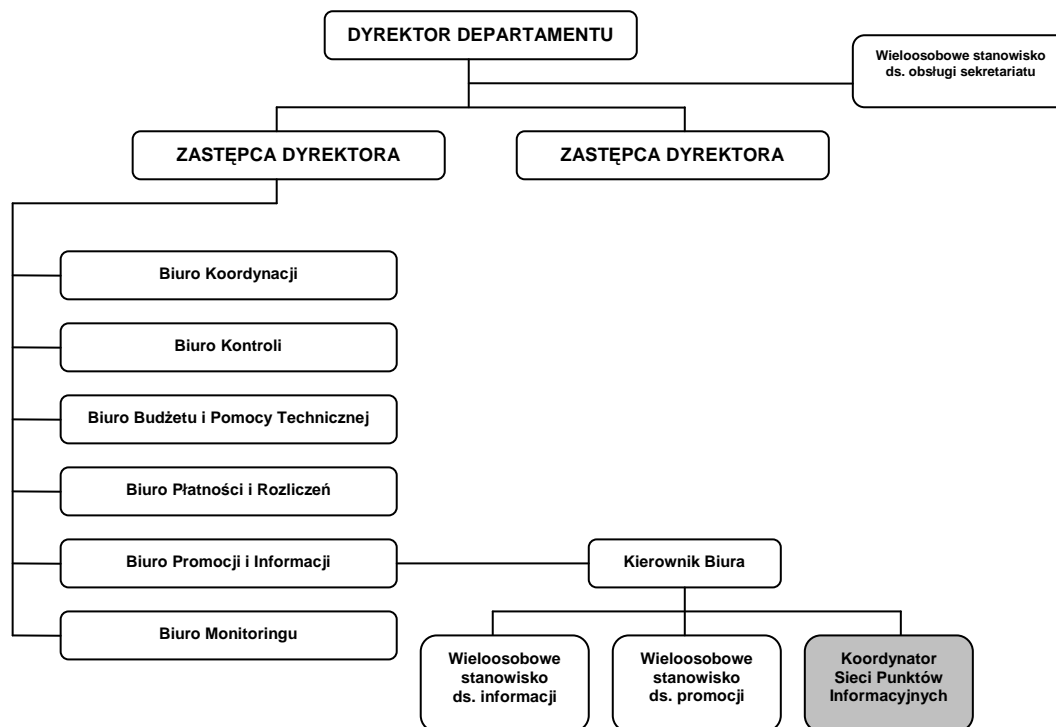 DYREKTOR DEPARTAMENTU
Wieloosobowe stanowisko
ds. obsługi sekretariatu
ZASTĘPCA DYREKTORA
ZASTĘPCA DYREKTORA
Biuro Koordynacji
Biuro Kontroli
Biuro Budżetu i Pomocy Technicznej
Biuro Płatności i Rozliczeń
Biuro Promocji i Informacji
Kierownik Biura
Biuro Monitoringu
Wieloosobowe
stanowisko
ds. informacji
Wieloosobowe
stanowisko
ds. promocji
Koordynator
Sieci Punktów
Informacyjnych